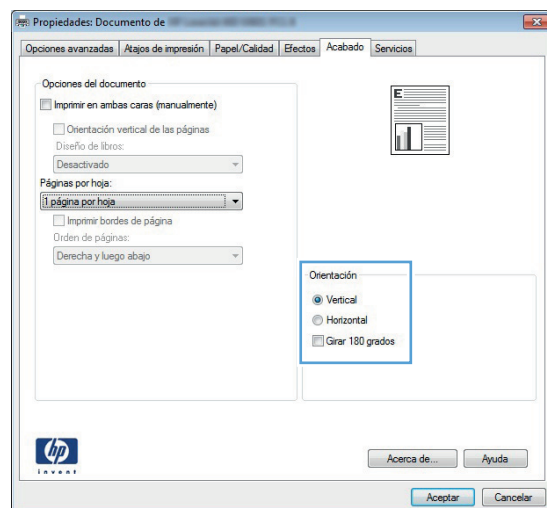 Propiedades: Documento de
Opciones avanzadas Atajos de impresión Papel/Calidad Efectos Acabado Servicios
Opciones del documento
Imprimir en ambas caras (manualmente)
Orientación vertical de las páginas
Diseño de libros:
Desactivado
Páginas por hoja:
1 página por hoja
Imprimir bordes de página
Orden de páginas:
Derecha y luego abajo
E
Orientación
Vertical
Horizontal
Girar 180 grados
hp
invent
Acerca de... Ayuda
Aceptar Cancelar